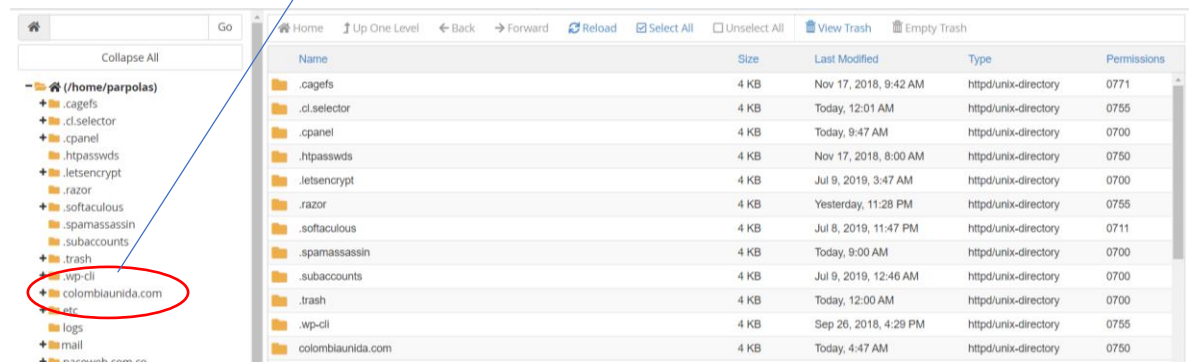 Go
Home Up One Level Back Forward Reload Select All Unselect All View Trash Empty Trash
Collapse All
Name Size Last Modified Type Permissions
(/home/parpolas)
.cagefs
.cl.selector
.cpanel
.htpasswds
.letsencrypt
.razor
.softaculous
.spamassassin
.subaccounts
.trash
.wp-cli
colombiaunida.com
etc
logs
mail
pacoweb.com.co
.cagefs 4 KB Nov 17, 2018, 9:42 AM httpd/unix-directory 0771
.cl.selector 4 KB Today, 12:01 AM httpd/unix-directory 0755
.cpanel 4 KB Today, 9:47 AM httpd/unix-directory 0700
.htpasswds 4 KB Nov 17, 2018, 8:00 AM httpd/unix-directory 0750
.letsencrypt 4 KB Jul 9, 2019, 3:47 AM httpd/unix-directory 0700
.razor 4 KB Yesterday, 11:28 PM httpd/unix-directory 0755
.softaculous 4 KB Jul 8, 2019, 11:47 PM httpd/unix-directory 0711
.spamassassin 4 KB Today, 9:00 AM httpd/unix-directory 0700
.subaccounts 4 KB Jul 9, 2019, 12:46 AM httpd/unix-directory 0700
.trash 4 KB Today, 12:00 AM httpd/unix-directory 0700
.wp-cli 4 KB Sep 26, 2018, 4:29 PM httpd/unix-directory 0755
colombiaunida.com 4 KB Today, 4:47 AM httpd/unix-directory 0750